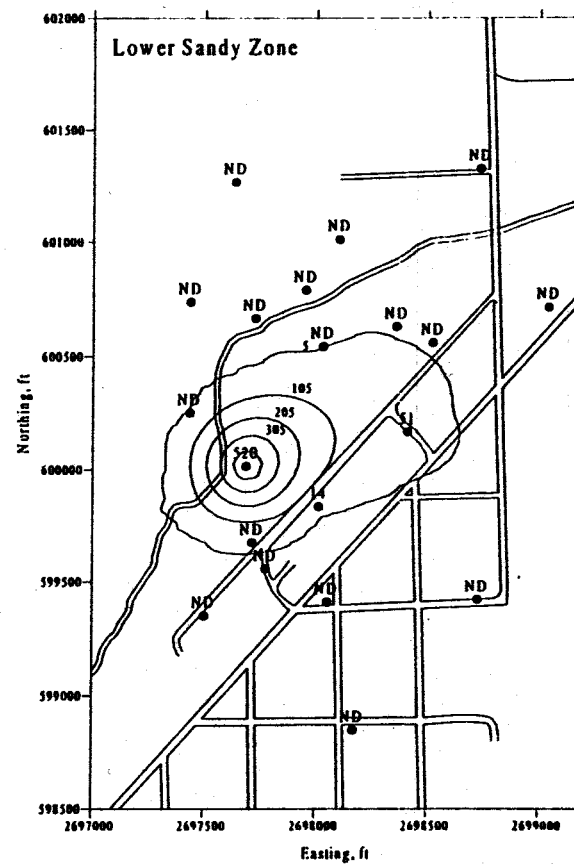 602000
Lower Sandy Zone
601500
ND
ND
601000
ND
ND
ND
ND
ND
ND
ND
600500
5
ND
ND
105
ND
205
51
305
520
600000
14
ND
ND
599500
ND
ND
ND
599000
ND
598500
2697000
2697500
2698000
2698500
2699000
Northing, ft
Easting, ft